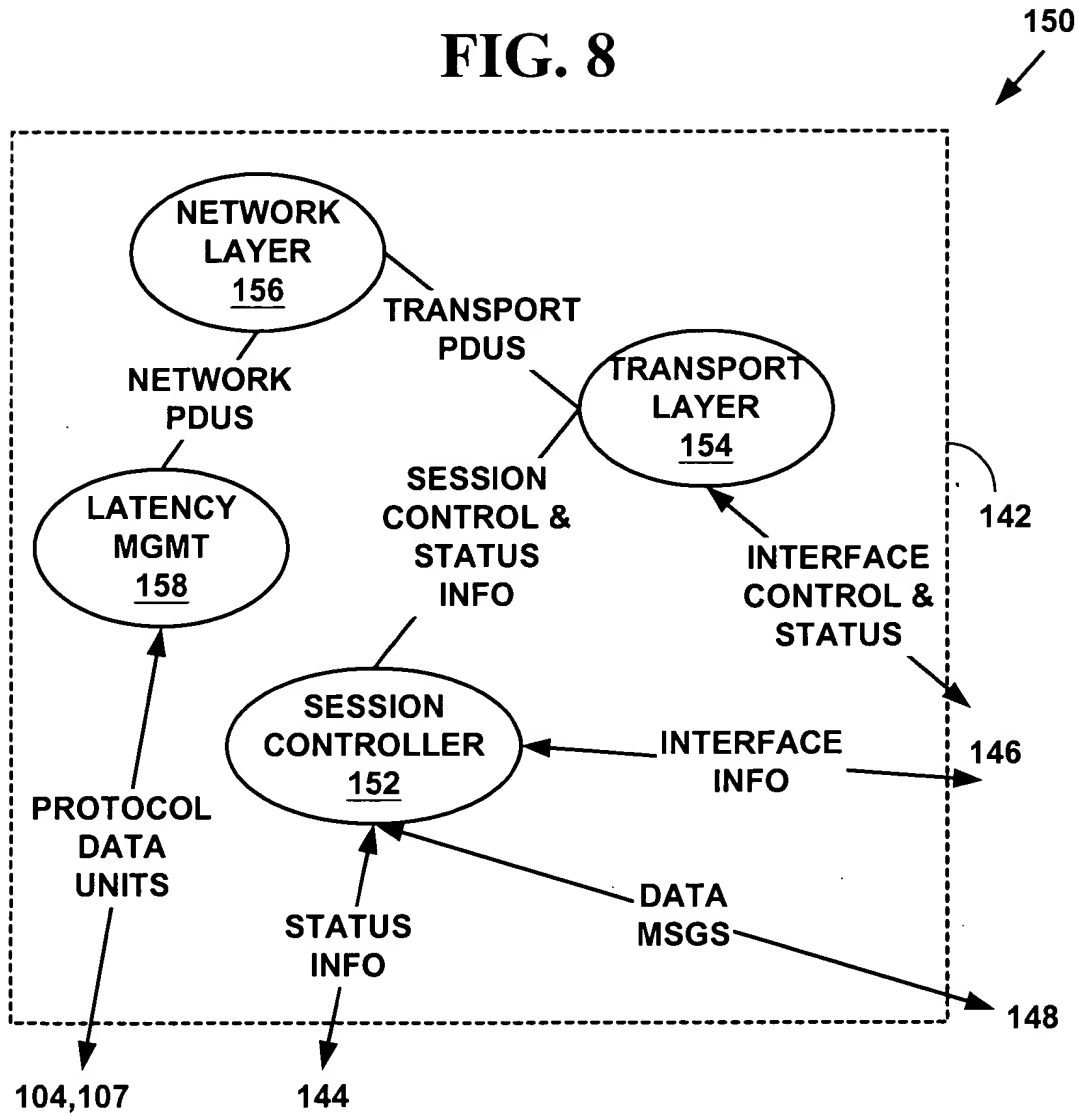 150
FIG. 8
NETWORK
LAYER
156
TRANSPORT
PDUS
NETWORK
PDUS
TRANSPORT
LAYER
154
LATENCY
MGMT
158
SESSION
CONTROL &
STATUS
INFO
142
INTERFACE
CONTROL &
STATUS
SESSION
CONTROLLER
152
INTERFACE
INFO
146
PROTOCOL
DATA
UNITS
DATA
MSGS
STATUS
INFO
148
104,107
144